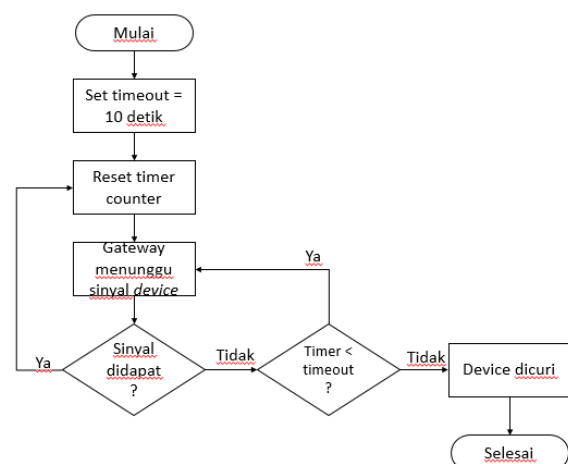 Mulai
Set timeout =
10 detik
Reset timer
counter
Gateway
menunggu
sinyal device
Ya
Sinyal
didapat
?
Ya
Tidak
Timer <
timeout
?
Tidak
Device dicuri
Selesai